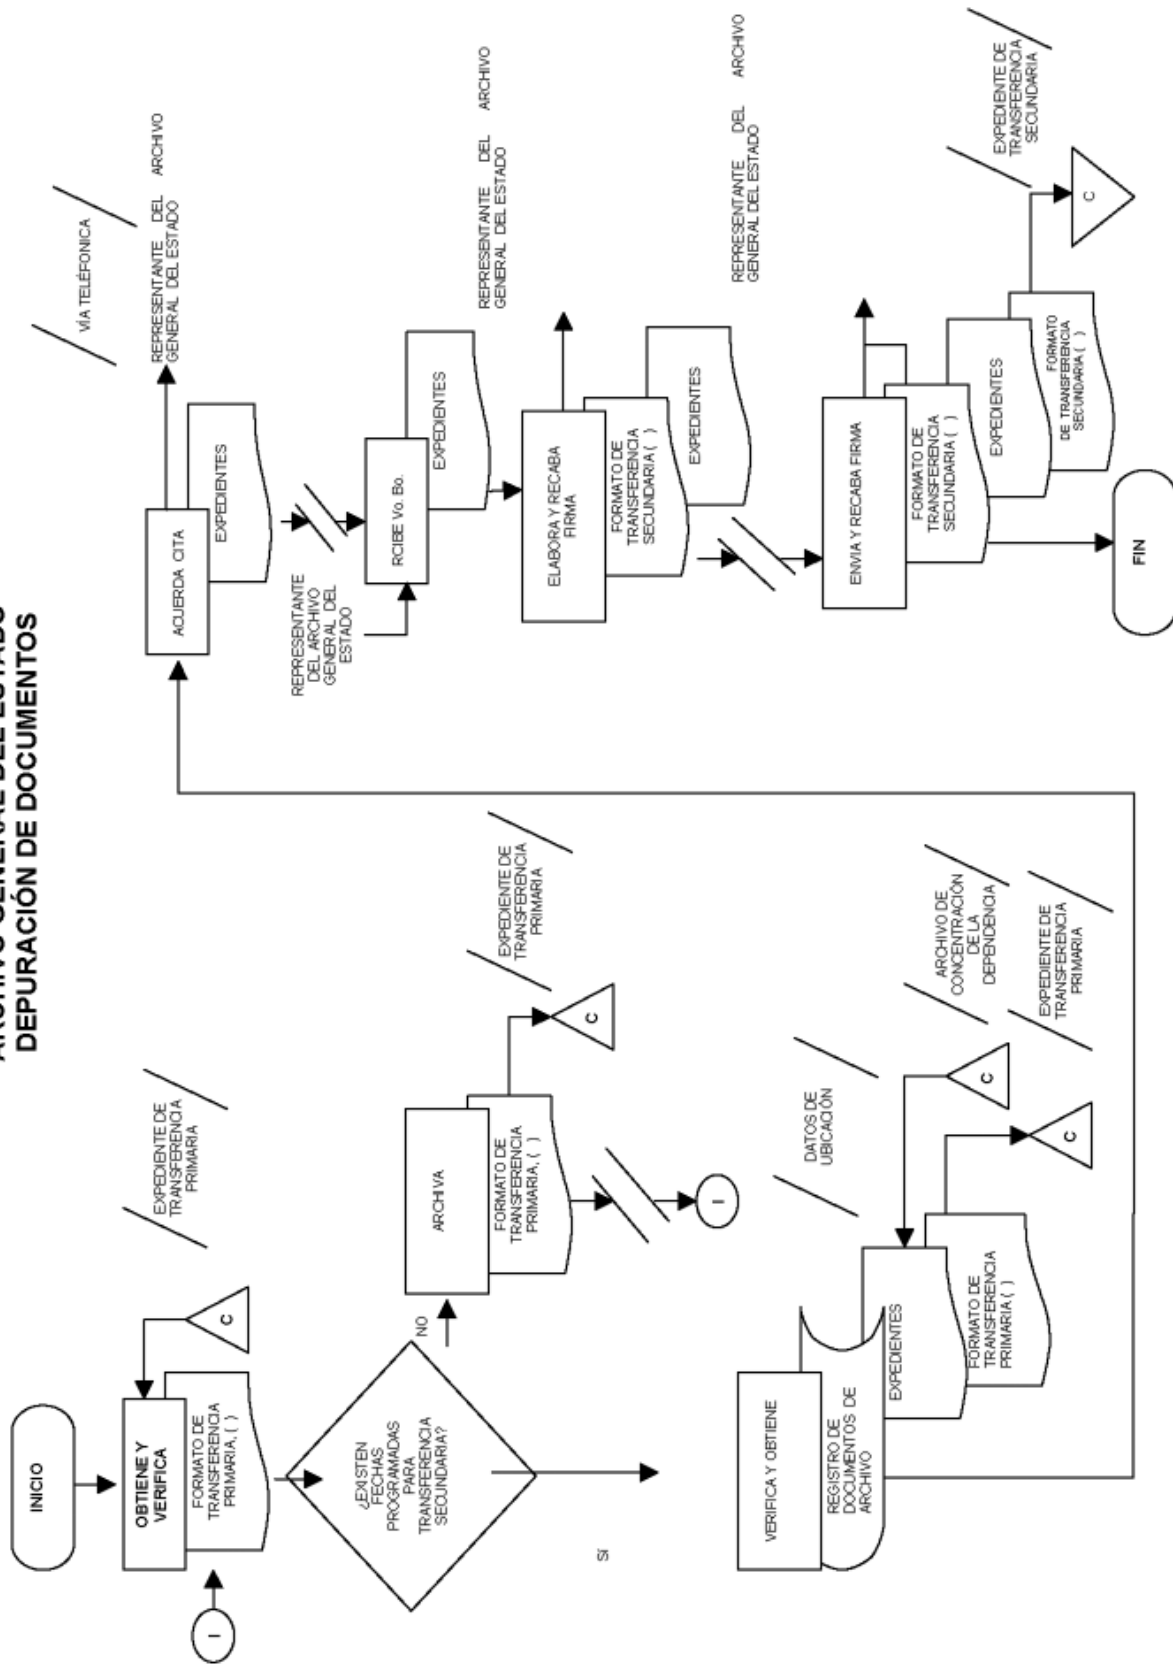 DEPURACIÓN DE DOCUMENTOS
INICIO
C
EXPEDIENTE DE
TRANSFERENCIA
PRIMARIA
OBTIENE Y
VERIFICA
I
FORMATO DE
TRANSFERENCIA
PRIMARIA, ( )
¿EXISTEN
FECHAS
PROGRAMADAS
PARA
TRANSFERENCIA
SECUNDARIA?
NO
ARCHIVA
FORMATO DE
TRANSFERENCIA
PRIMARIA, ( )
C
EXPEDIENTE DE
TRANSFERENCIA
PRIMARIA
I
SÍ
VERIFICA Y OBTIENE
REGISTRO DE
DOCUMENTOS DE
ARCHIVO
DATOS DE
UBICACIÓN
EXPEDIENTES
C
ARCHIVO DE
CONCENTRACIÓN
DE LA
DEPENDENCIA
FORMATO DE
TRANSFERENCIA
PRIMARIA ( )
C
EXPEDIENTE DE
TRANSFERENCIA
PRIMARIA
VÍA TELÉFONICA
ACUERDA CITA
REPRESENTANTE DEL ARCHIVO
GENERAL DEL ESTADO
EXPEDIENTES
REPRESENTANTE
DEL ARCHIVO
GENERAL DEL
ESTADO
RCIBE Vo. Bo.
EXPEDIENTES
REPRESENTANTE DEL ARCHIVO
GENERAL DEL ESTADO
ELABORA Y RECABA
FIRMA
FORMATO DE
TRANSFERENCIA
SECUNDARIA ( )
EXPEDIENTES
REPRESENTANTE DEL ARCHIVO
GENERAL DEL ESTADO
ENVIA Y RECABA FIRMA
FORMATO DE
TRANSFERENCIA
SECUNDARIA ( )
EXPEDIENTES
FORMATO
DE TRANSFERENCIA
SECUNDARIA ( )
EXPEDIENTE DE
TRANSFERENCIA
SECUNDARIA
C
FIN